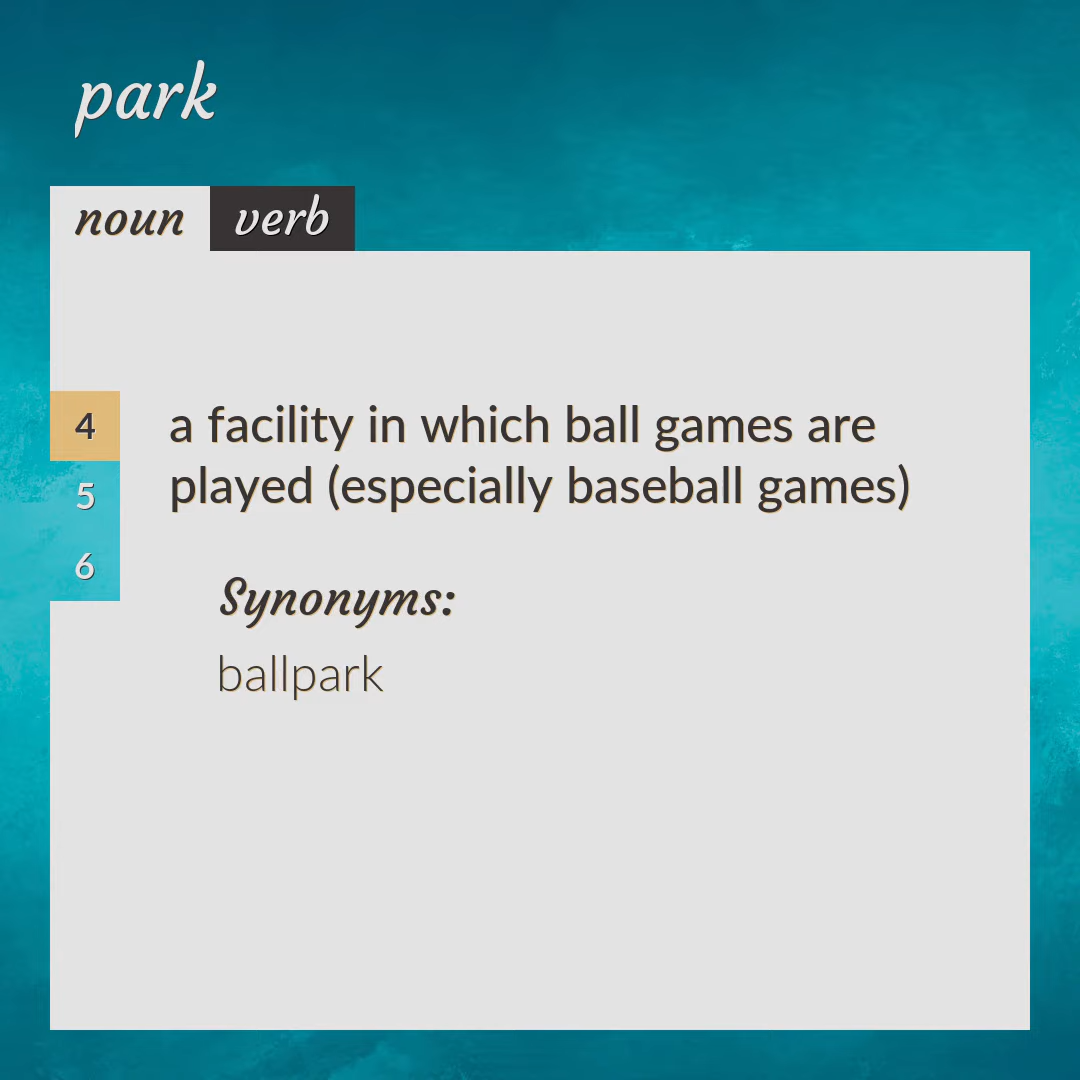 park
noun verb
4
5
6
a facility in which ball games are
played (especially baseball games)
Synonyms:
ballpark